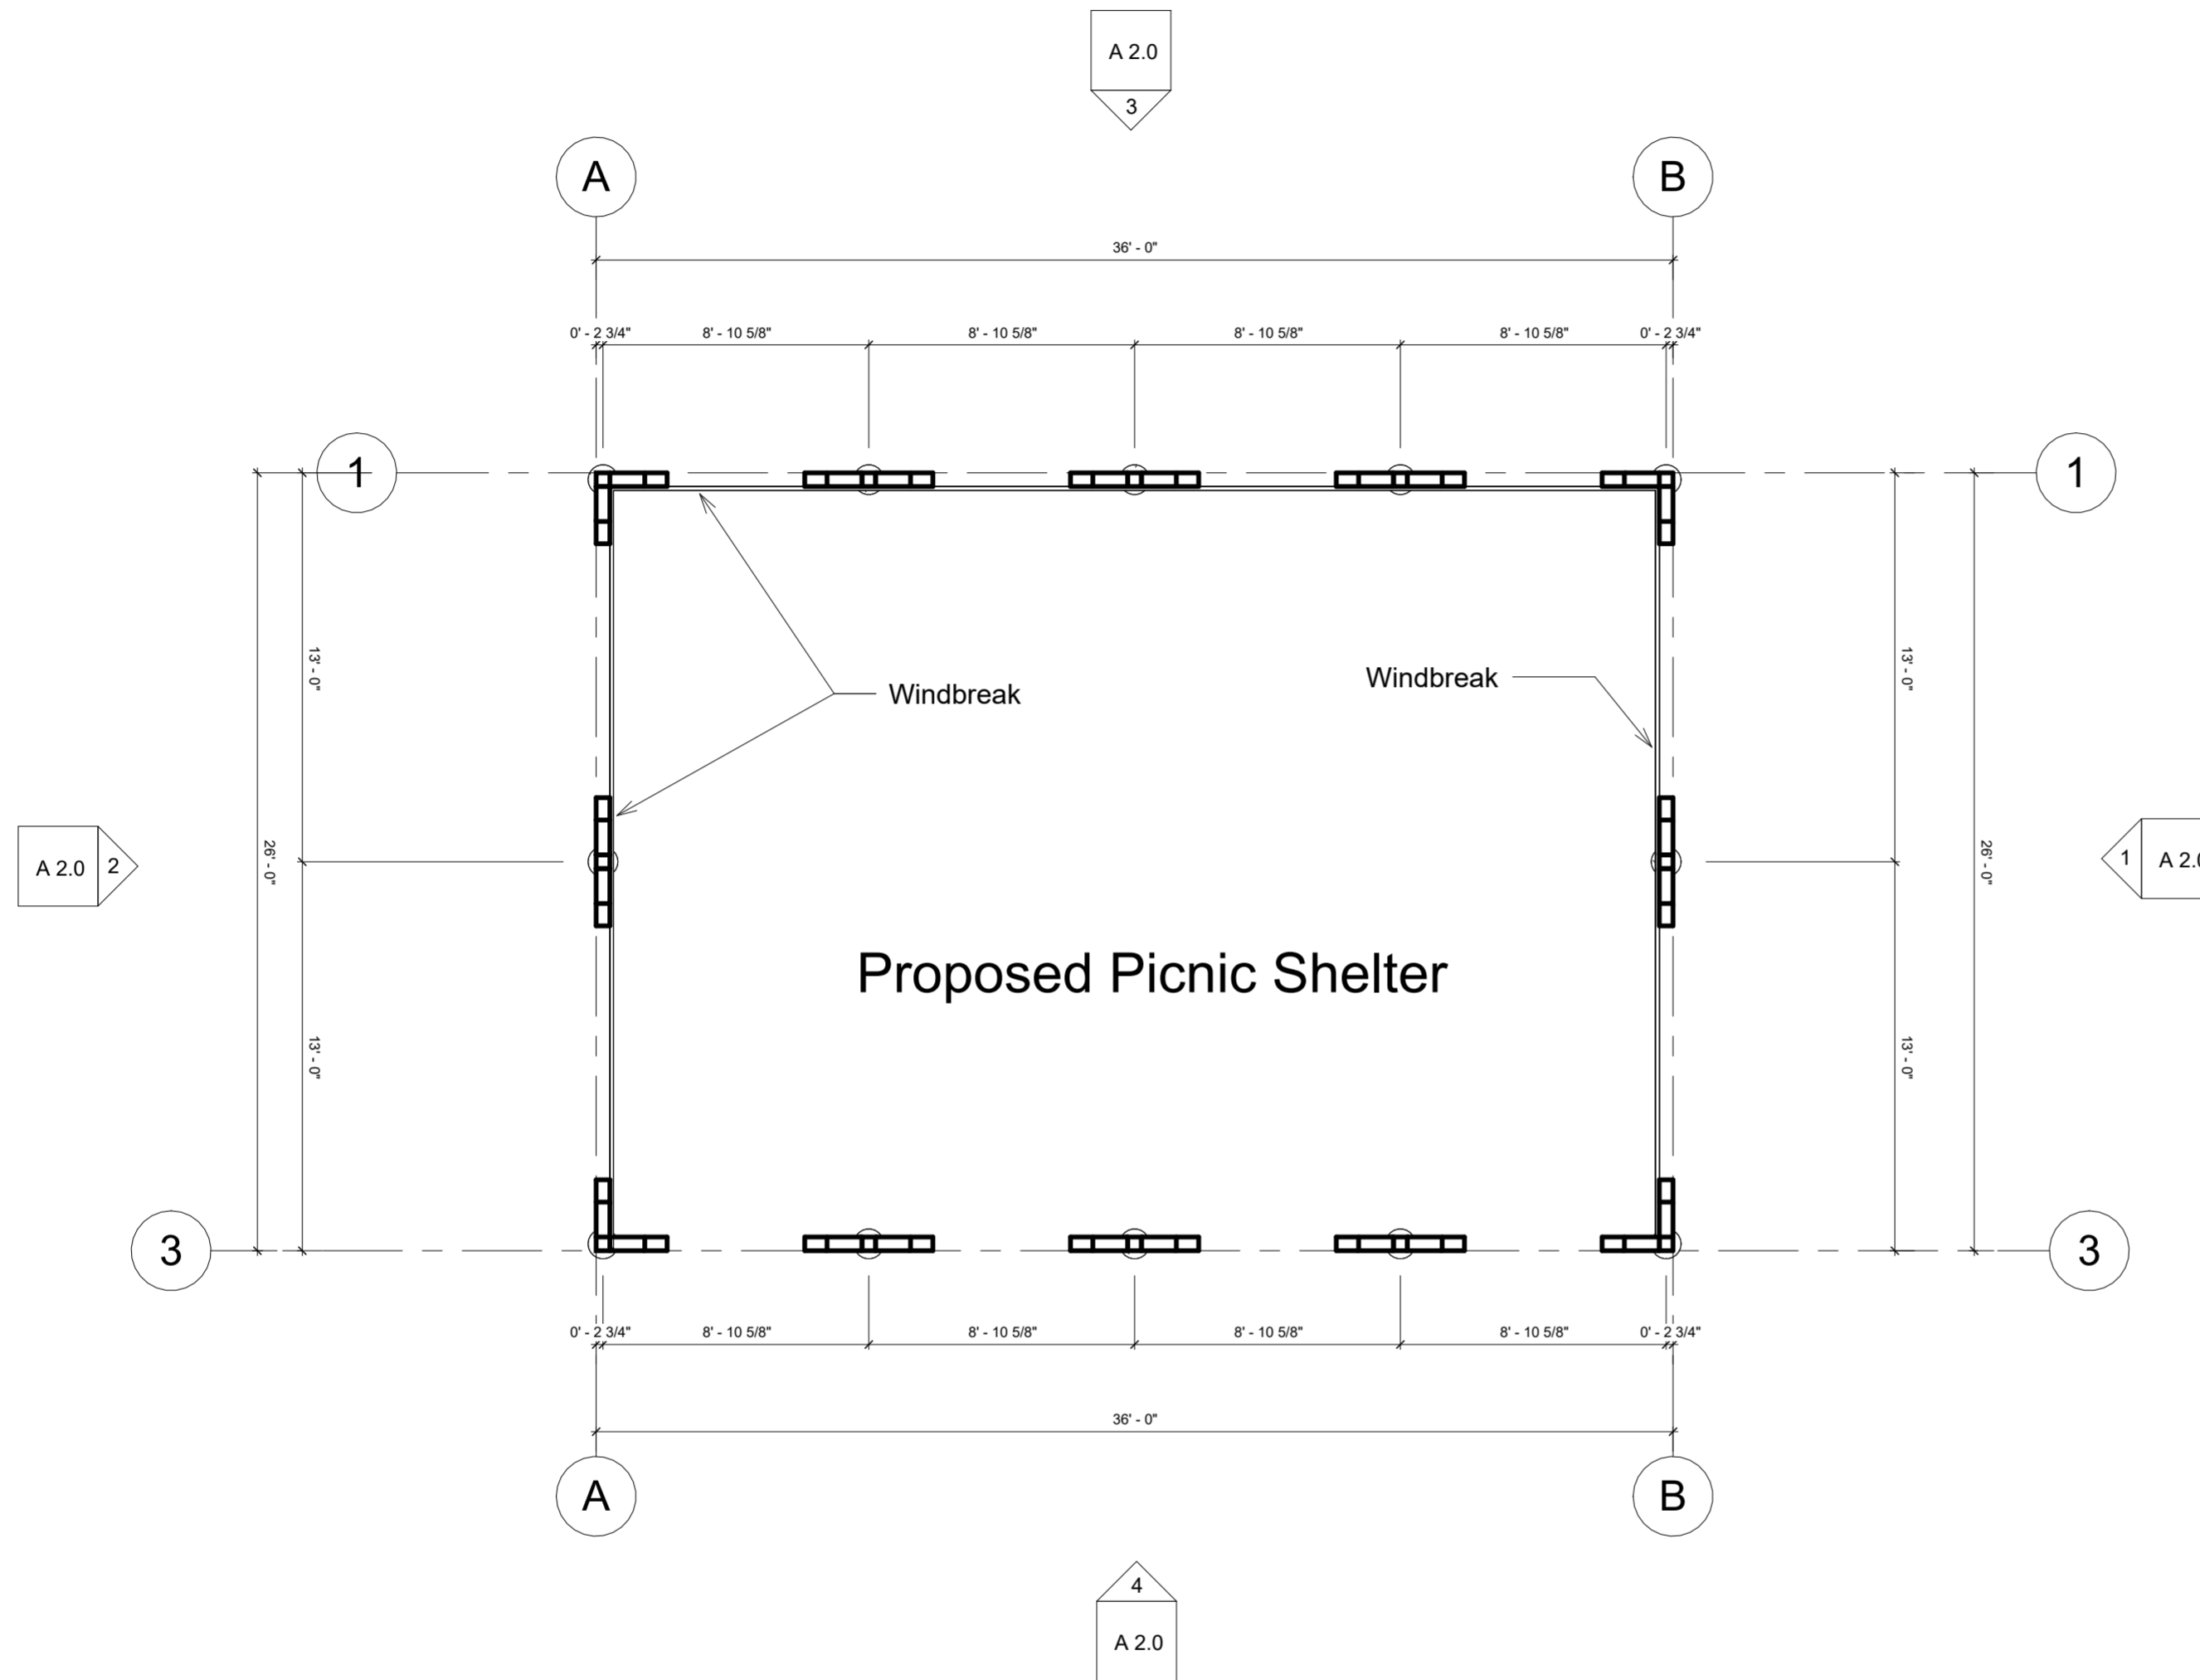 A 2.0
3
A
B
36' - 0"
0' - 2 3/4"
8' - 10 5/8"
8' - 10 5/8"
8' - 10 5/8"
8' - 10 5/8"
0' - 2 3/4"
1
1
13' - 0"
13' - 0"
Windbreak
Windbreak
26' - 0"
26' - 0"
A 2.0
2
1
A 2.0
Proposed Picnic Shelter
13' - 0"
13' - 0"
3
3
0' - 2 3/4"
8' - 10 5/8"
8' - 10 5/8"
8' - 10 5/8"
8' - 10 5/8"
0' - 2 3/4"
36' - 0"
A
B
4
A 2.0